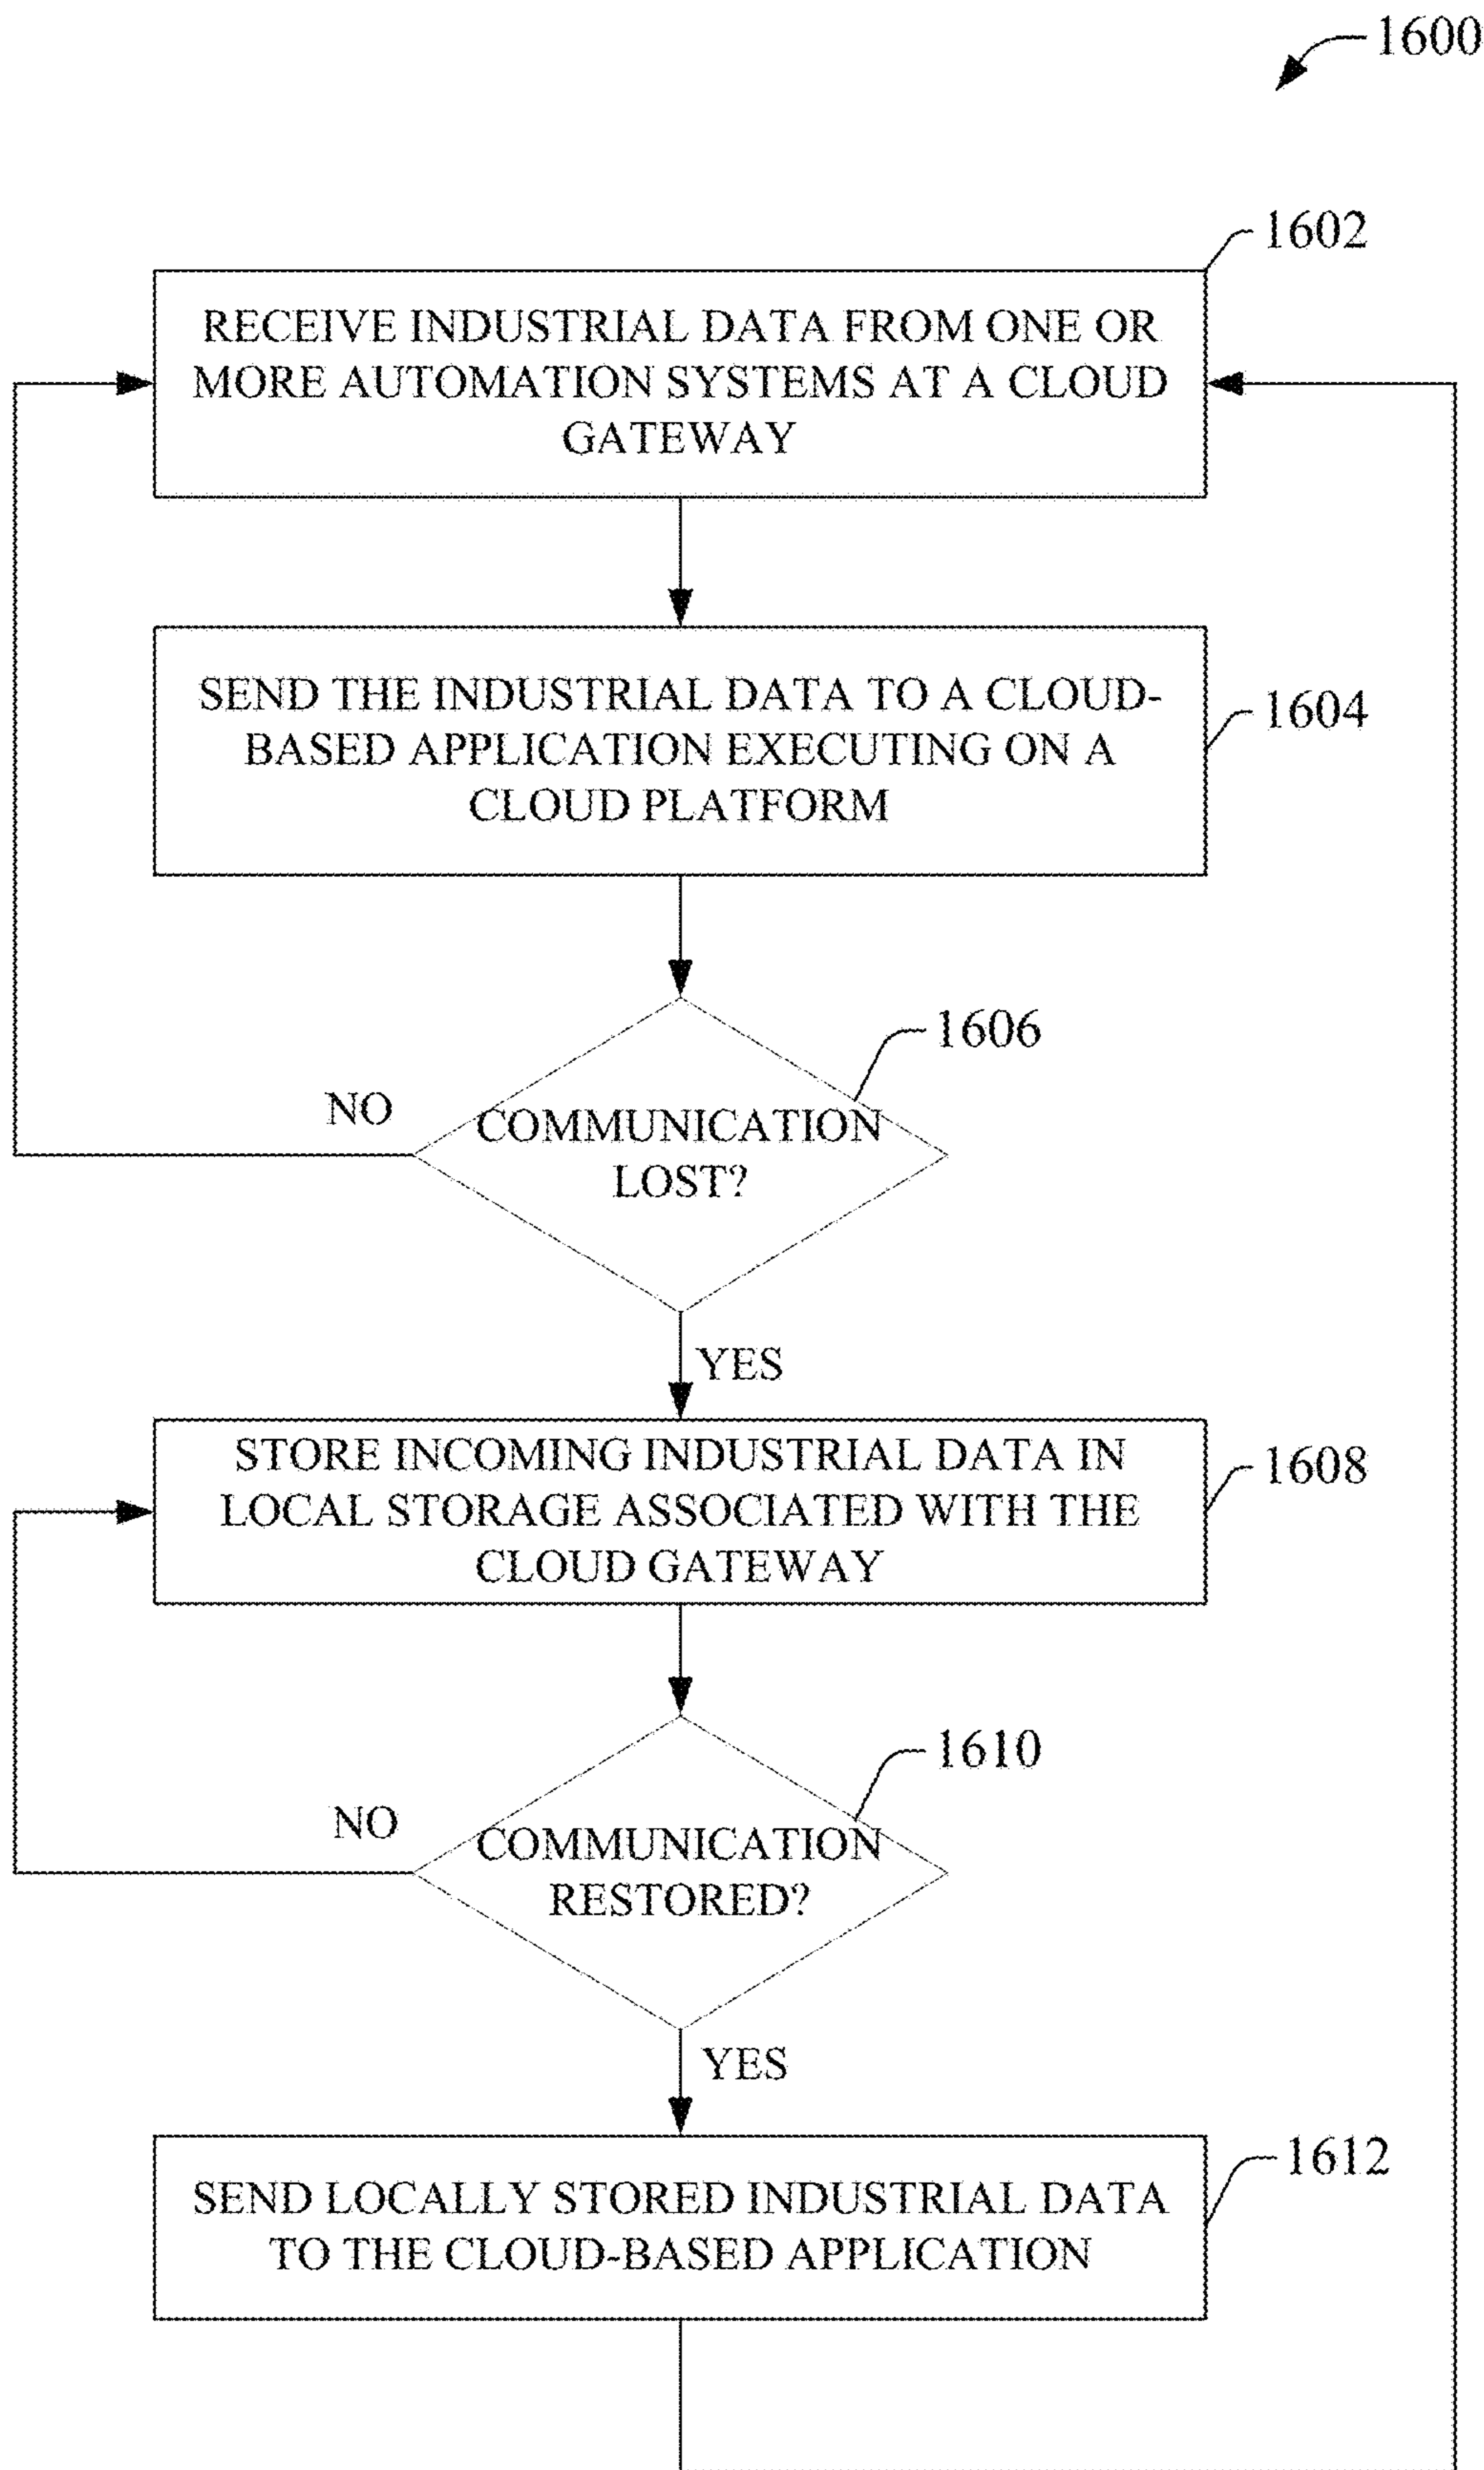 1600
1602
RECEIVE INDUSTRIAL DATA FROM ONE OR
MORE AUTOMATION SYSTEMS AT A CLOUD
GATEWAY
SEND THE INDUSTRIAL DATA TO A CLOUD-
BASED APPLICATION EXECUTING ON A
CLOUD PLATFORM
1604
1606
NO
COMMUNICATION
LOST?
YES
STORE INCOMING INDUSTRIAL DATA IN
LOCAL STORAGE ASSOCIATED WITH THE
CLOUD GATEWAY
1608
1610
NO
COMMUNICATION
RESTORED?
YES
1612
SEND LOCALLY STORED INDUSTRIAL DATA
TO THE CLOUD-BASED APPLICATION